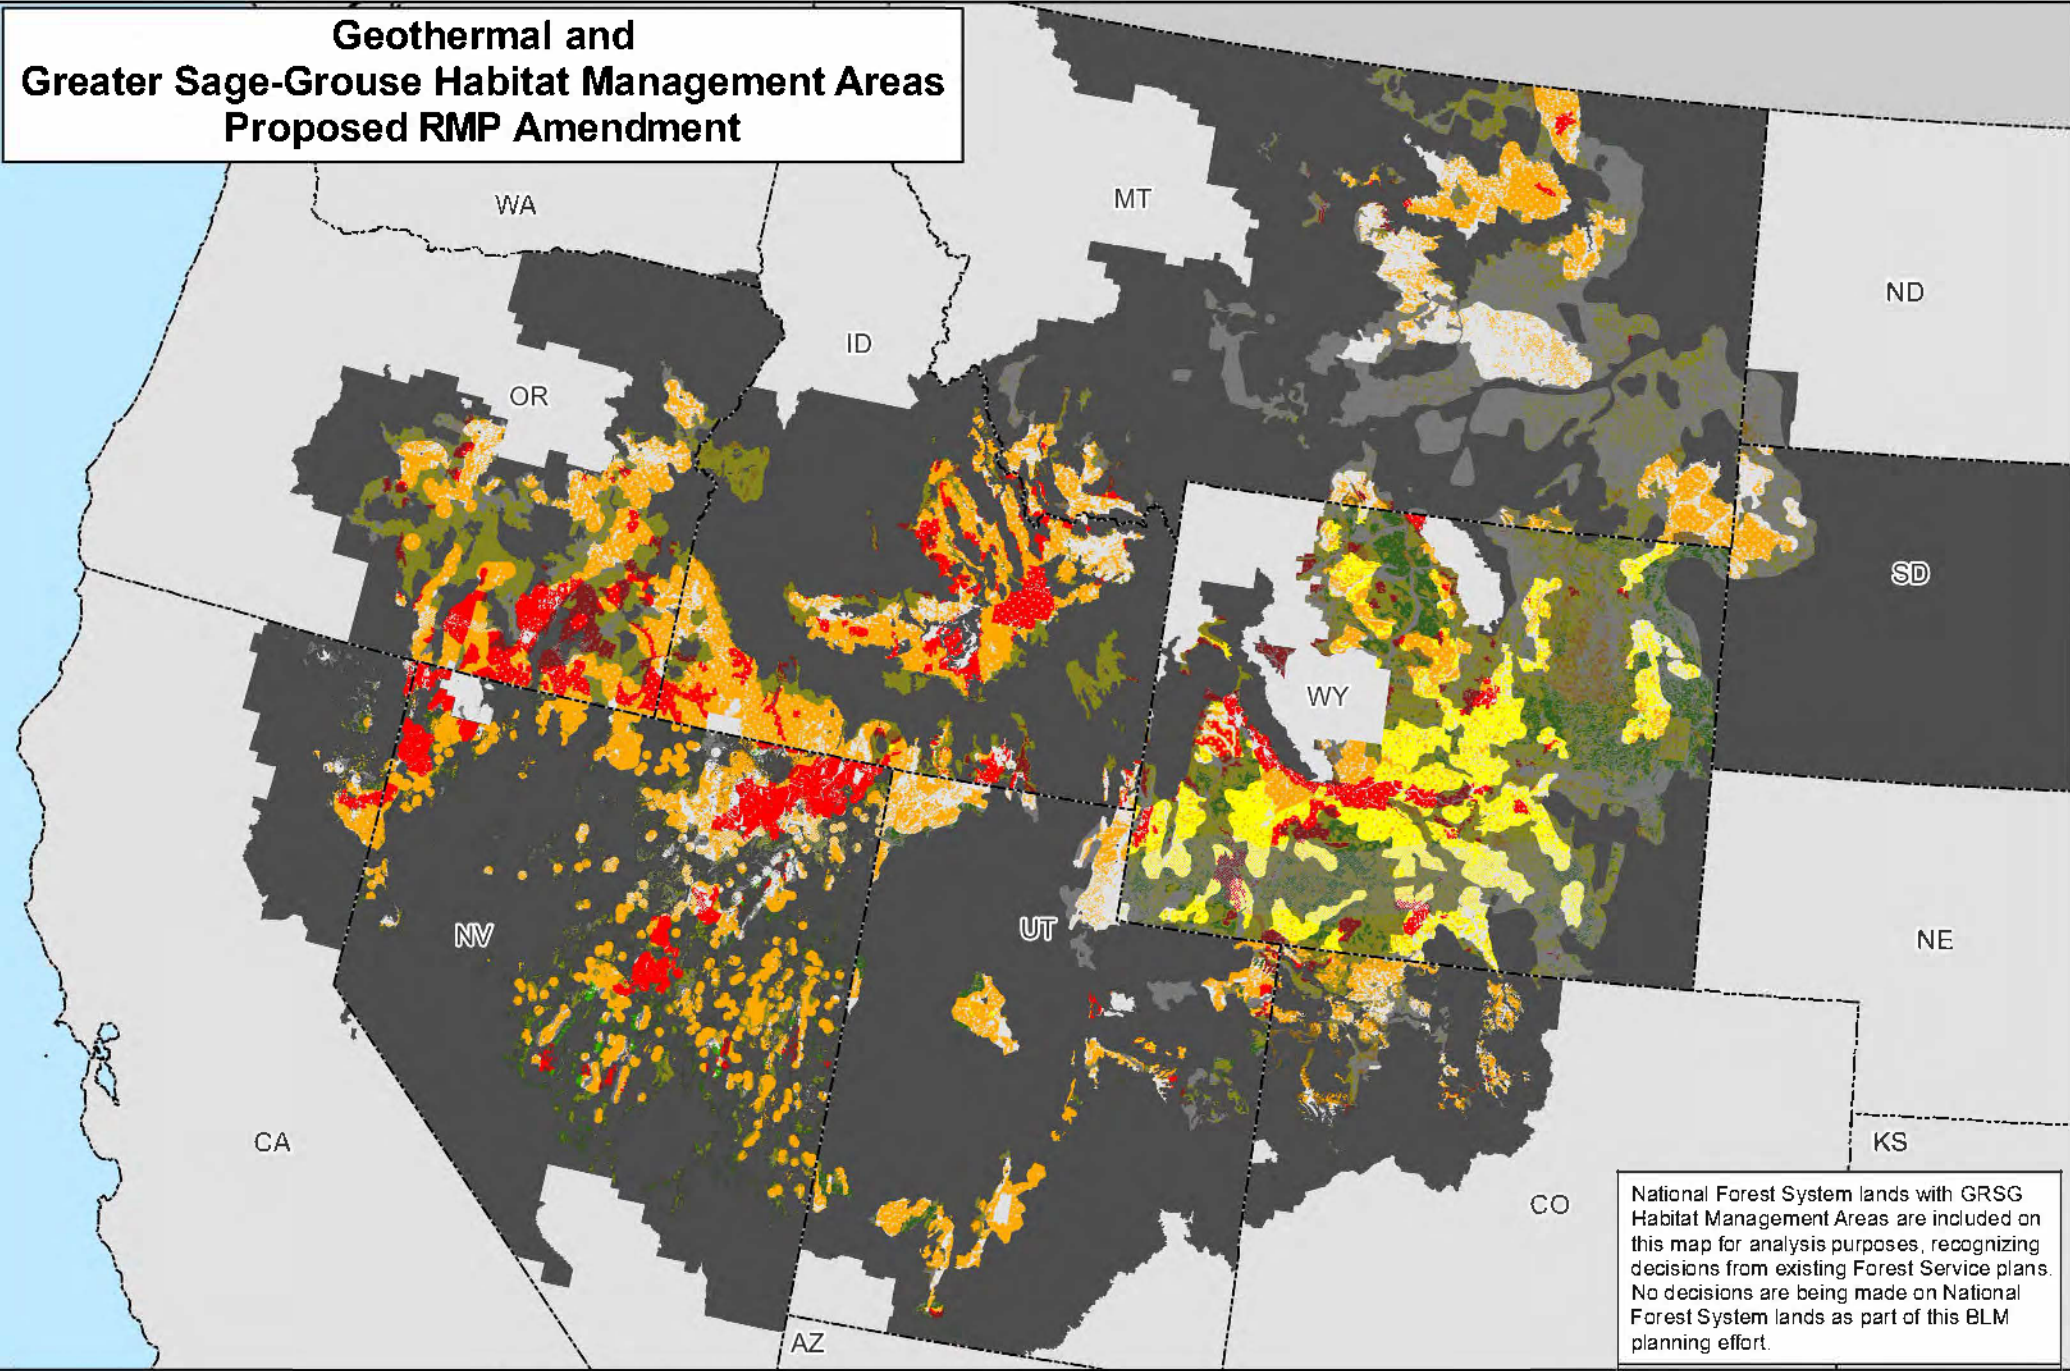 Geothermal and
Greater Sage-Grouse Habitat Management Areas
Proposed RMP Amendment
WA
MT
ND
ID
OR
SD
WY
NV
UT
NE
CA
KS
CO
AZ
National Forest System lands with GRSG
Habitat Management Areas are included on
this map for analysis purposes, recognizing
decisions from existing Forest Service plans.
No decisions are being made on National
Forest System lands as part of this BLM
planning effort.